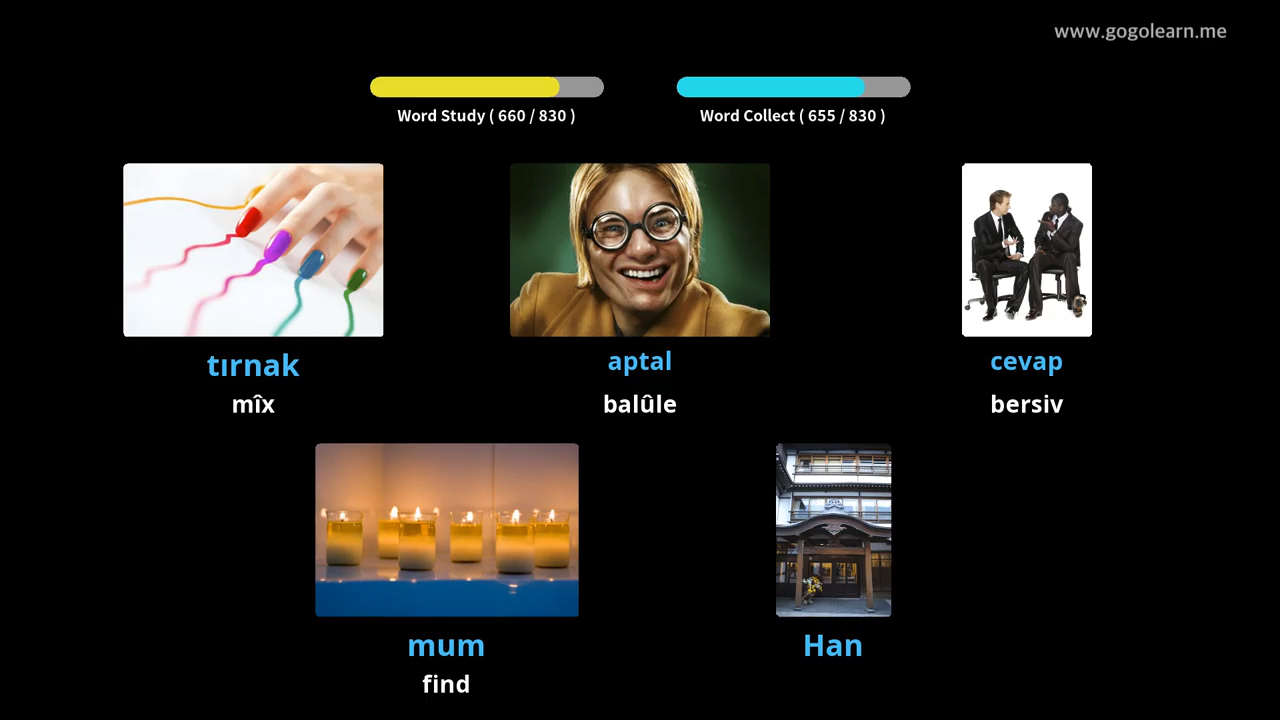 www.gogolearn.me
Word Study ( 660 / 830 )
Word Collect ( 655 / 830 )
tırnak
mîx
aptal
balûle
cevap
bersiv
mum
find
Han